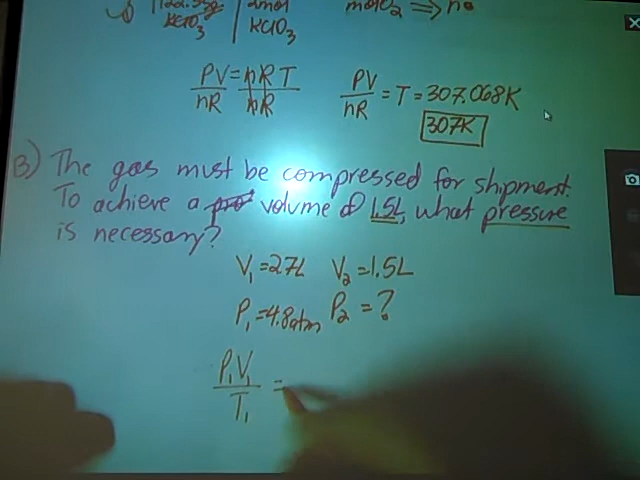 KClO3 2mol KClO3
PV = nRT PV = T = 307.068K
nR nR nR
307K
B) The gas must be compressed for shipment.
To achieve a volume of 1.5L, what pressure
is necessary?
V1 = 27L V2 = 1.5L
P1 = 4.8atm P2 = ?
P1V1 =
T1